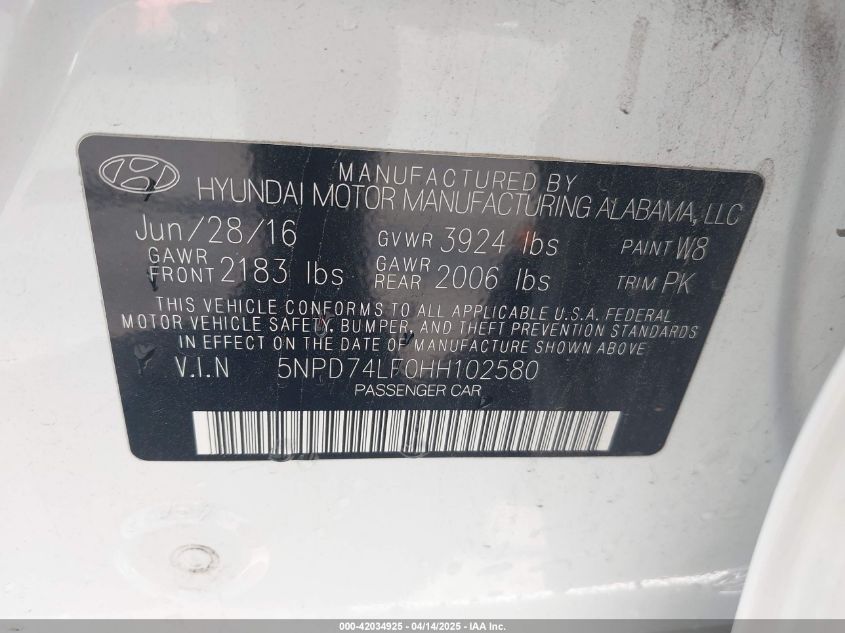 MANUFACTURED BY
HYUNDAI MOTOR MANUFACTURING ALABAMA, LLC
Jun/28/16 GVWR 3924 lbs PAINT W8
GAWR FRONT 2183 lbs GAWR REAR 2006 lbs TRIM PK
THIS VEHICLE CONFORMS TO ALL APPLICABLE U.S.A. FEDERAL
MOTOR VEHICLE SAFETY, BUMPER, AND THEFT PREVENTION STANDARDS
IN EFFECT ON THE DATE OF MANUFACTURE SHOWN ABOVE.
V.I.N 5NPD74LF0HH102580
PASSENGER CAR
000-42034925 - 04/14/2025 - IAA Inc.